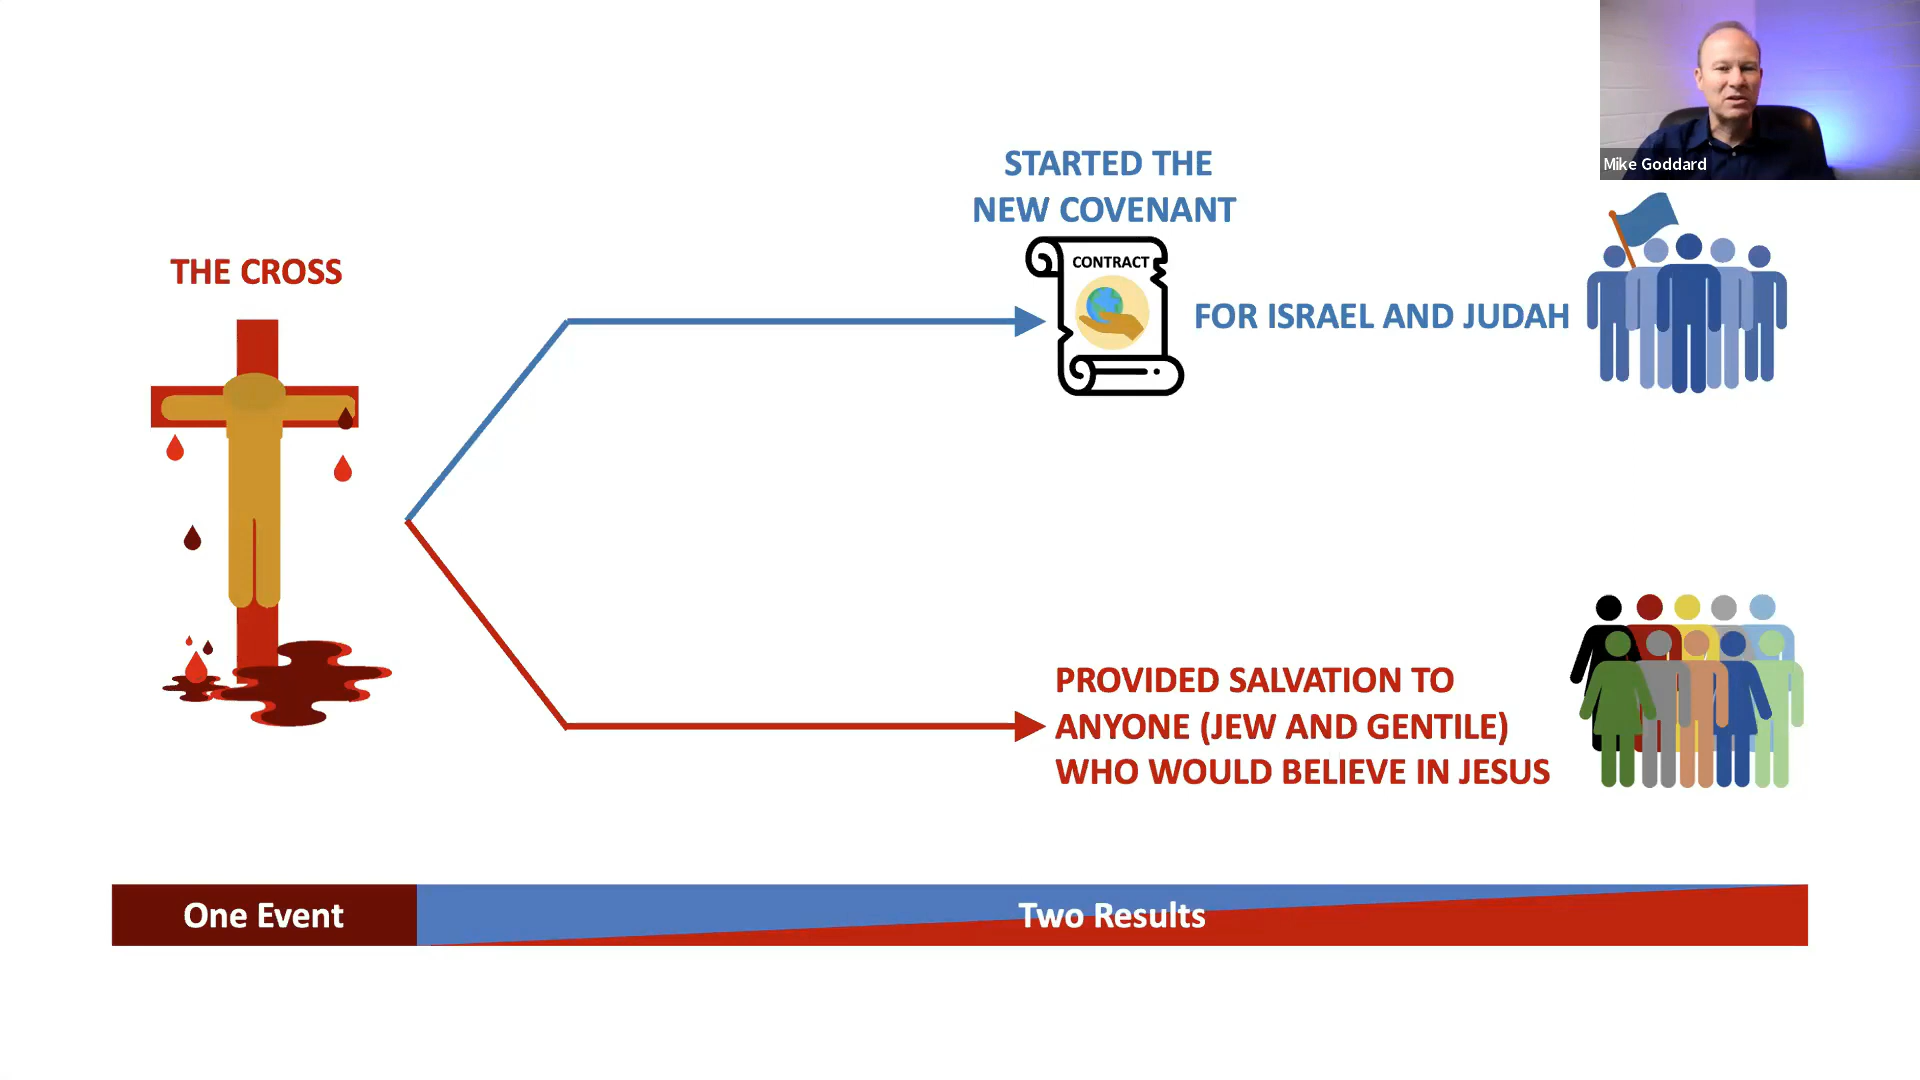 Mike Goddard
STARTED THE
NEW COVENANT
THE CROSS
CONTRACT
FOR ISRAEL AND JUDAH
PROVIDED SALVATION TO
ANYONE (JEW AND GENTILE)
WHO WOULD BELIEVE IN JESUS
One Event
Two Results